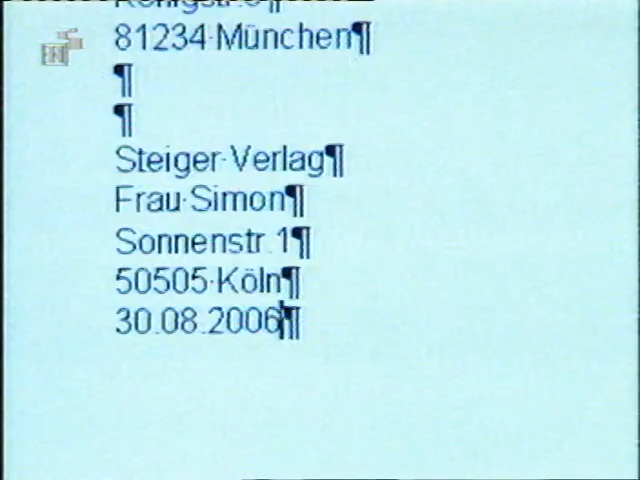 81234·München¶
¶
¶
Steiger·Verlag¶
Frau·Simon¶
Sonnenstr.1¶
50505·Köln¶
30.08.2006¶